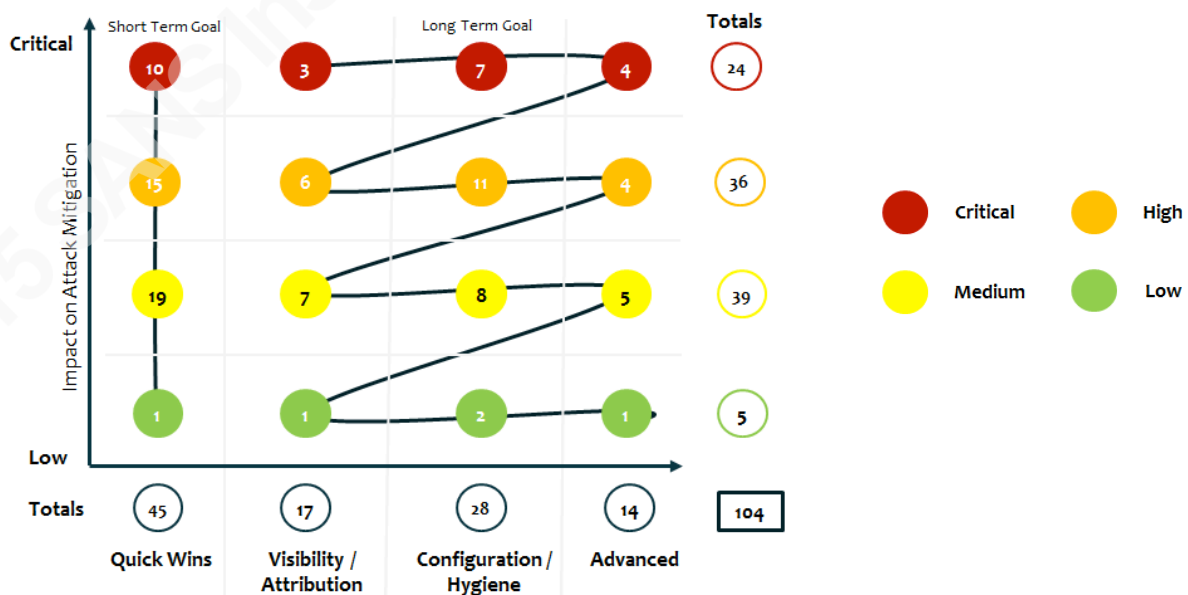 Short Term Goal
Long Term Goal
Totals
Critical
10
3
7
4
24
15
6
11
4
36
Impact on Attack Mitigation
Critical
High
19
7
8
5
39
Medium
Low
1
1
2
1
5
Low
Totals
45
17
28
14
104
Quick Wins
Visibility /
Attribution
Configuration /
Hygiene
Advanced